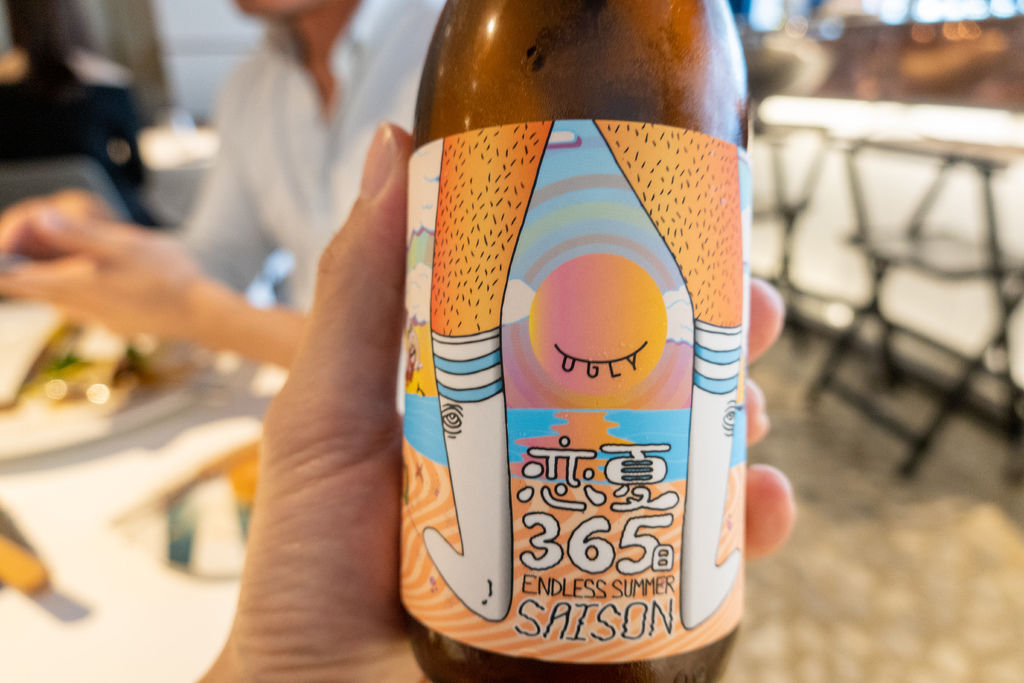 UGLY
恋夏
365日
ENDLESS SUMMER
SAISON